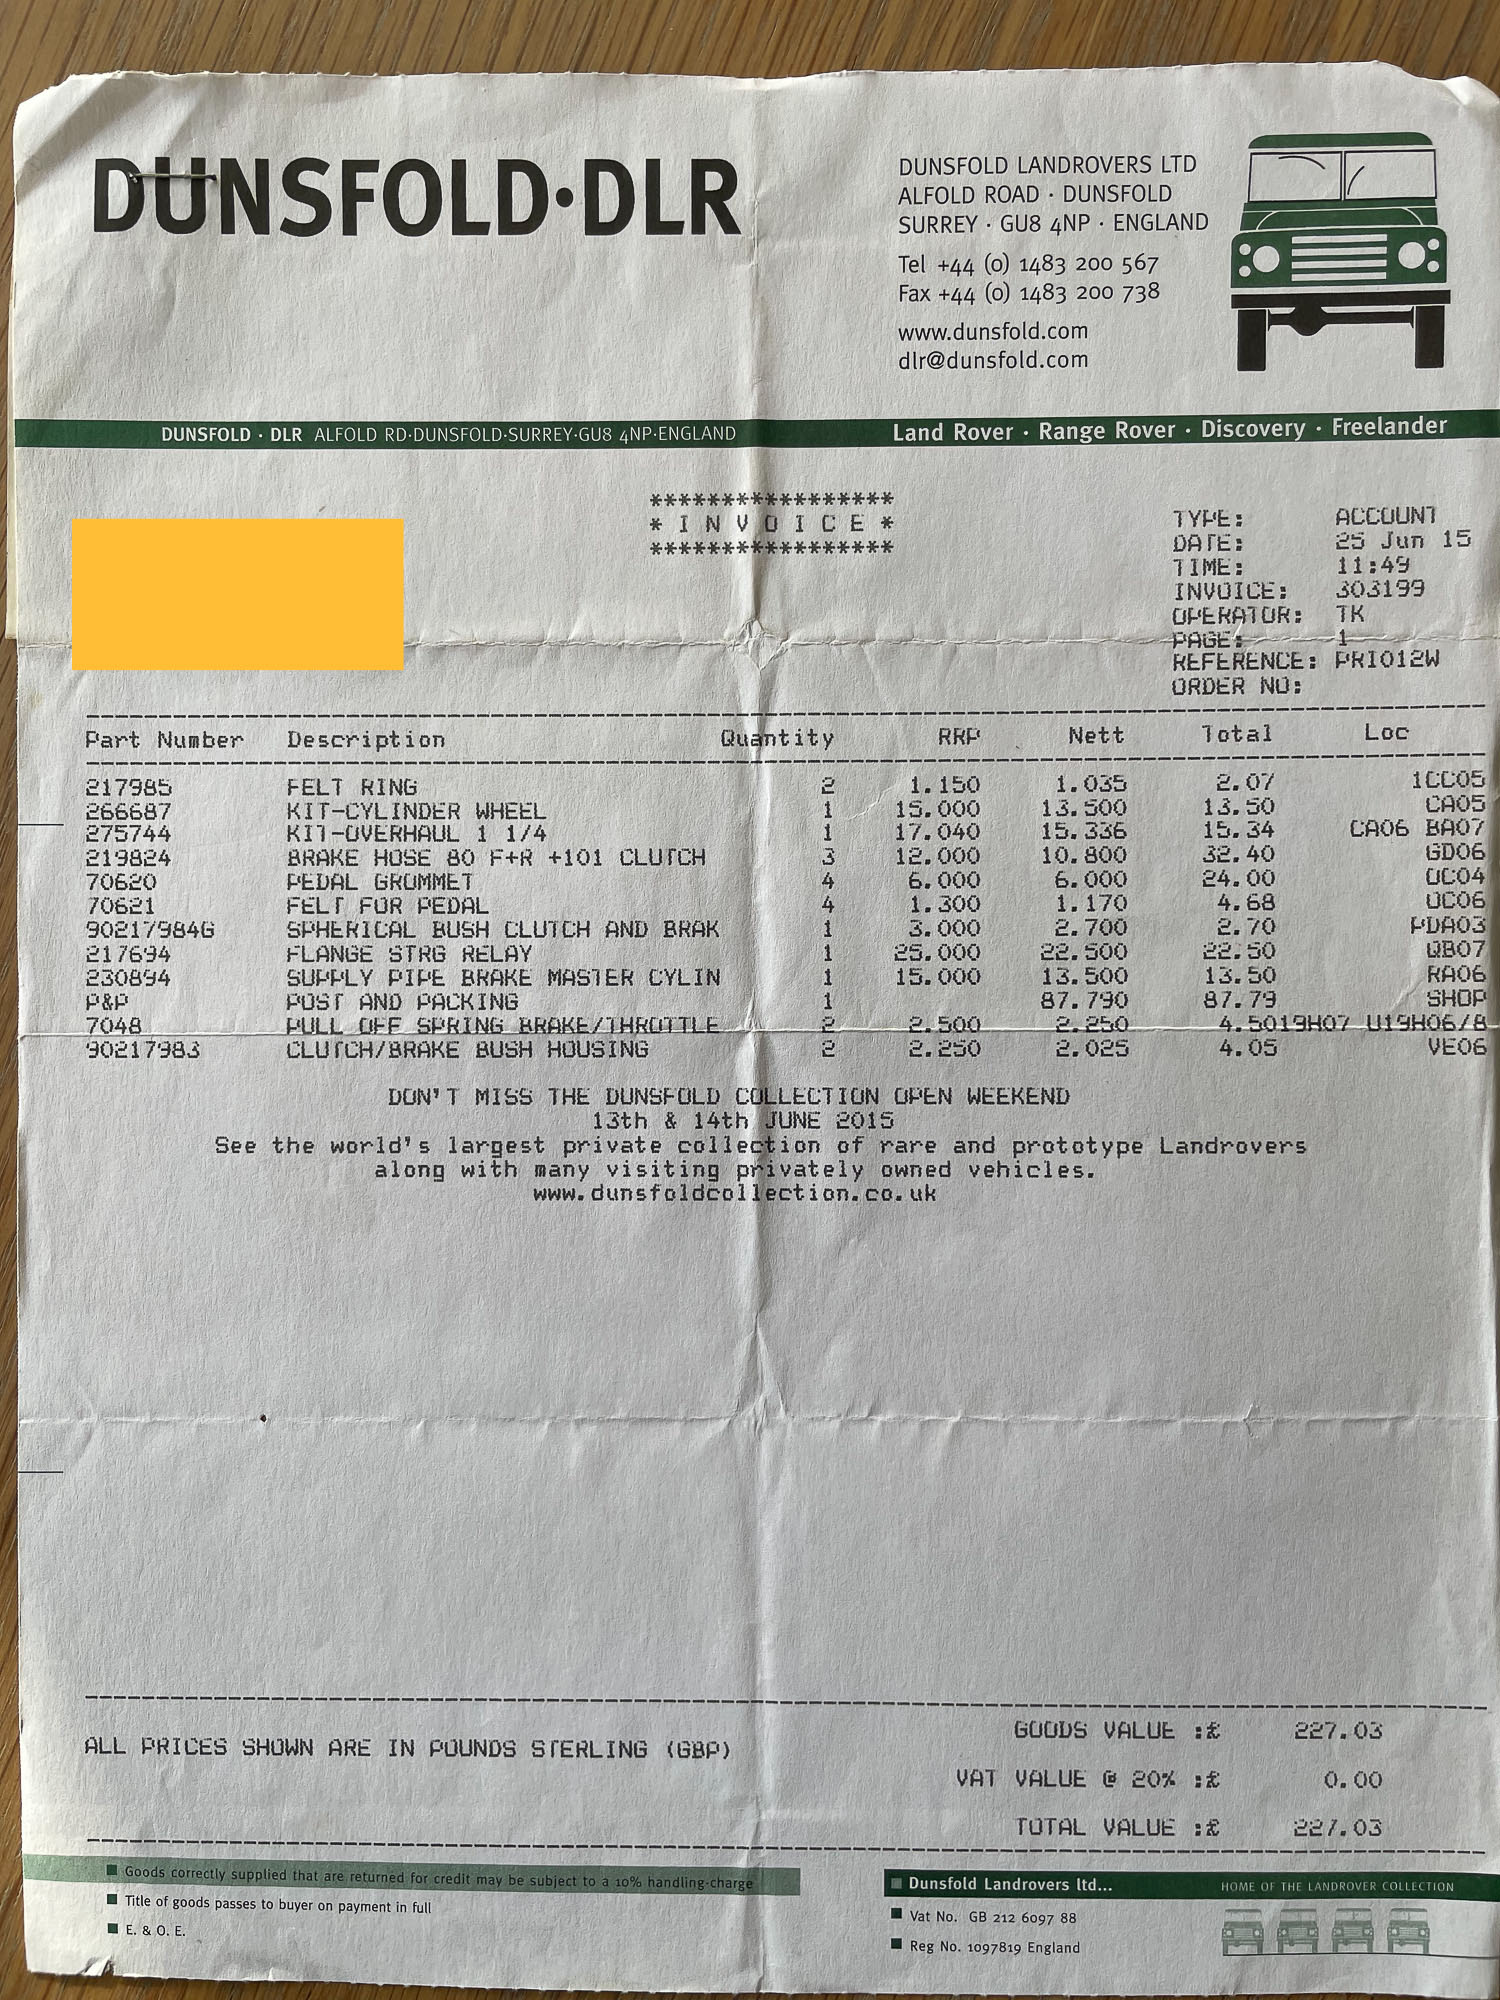 DUNSFOLD·DLR
DUNSFOLD LANDROVERS LTD
ALFOLD ROAD · DUNSFOLD
SURREY · GU8 4NP · ENGLAND
Tel +44 (0) 1483 200 567
Fax +44 (0) 1483 200 738
www.dunsfold.com
dlr@dunsfold.com
DUNSFOLD · DLR ALFOLD RD·DUNSFOLD·SURREY·GU8 4NP·ENGLAND
Land Rover · Range Rover · Discovery · Freelander
*****************
* I N V O I C E *
*****************
TYPE: ACCOUNT
DATE: 25 Jun 15
TIME: 11:49
INVOICE: 303199
OPERATOR: TK
PAGE: 1
REFERENCE: PRI012W
ORDER NO:
Part Number Description Quantity RRP Nett Total Loc
217985 FELT RING 2 1.150 1.035 2.07 1CC05
266687 KIT-CYLINDER WHEEL 1 15.000 13.500 13.50 CA05
275744 KIT-OVERHAUL 1 1/4 1 17.040 15.336 15.34 CA06 BA07
219824 BRAKE HOSE 80 F+R +101 CLUTCH 3 12.000 10.800 32.40 GD06
70620 PEDAL GROMMET 4 6.000 6.000 24.00 OC04
70621 FELT FOR PEDAL 4 1.300 1.170 4.68 OC06
90217984G SPHERICAL BUSH CLUTCH AND BRAK 1 3.000 2.700 2.70 PDA03
217694 FLANGE STRG RELAY 1 25.000 22.500 22.50 QB07
230894 SUPPLY PIPE BRAKE MASTER CYLIN 1 15.000 13.500 13.50 RA06
P&P POST AND PACKING 1 87.790 87.79 SHOP
7048 PULL OFF SPRING BRAKE/THROTTLE 2 2.500 2.250 4.5019H07 U19H06/8
90217983 CLUTCH/BRAKE BUSH HOUSING 2 2.250 2.025 4.05 VE06
DON'T MISS THE DUNSFOLD COLLECTION OPEN WEEKEND
13th & 14th JUNE 2015
See the world's largest private collection of rare and prototype Landrovers
along with many visiting privately owned vehicles.
www.dunsfoldcollection.co.uk
GOODS VALUE :£ 227.03
ALL PRICES SHOWN ARE IN POUNDS STERLING (GBP)
VAT VALUE @ 20% :£ 0.00
TOTAL VALUE :£ 227.03
Goods correctly supplied that are returned for credit may be subject to a 10% handling-charge
Title of goods passes to buyer on payment in full
E. & O. E.
Dunsfold Landrovers ltd...
HOME OF THE LANDROVER COLLECTION
Vat No. GB 212 6097 88
Reg No. 1097819 England